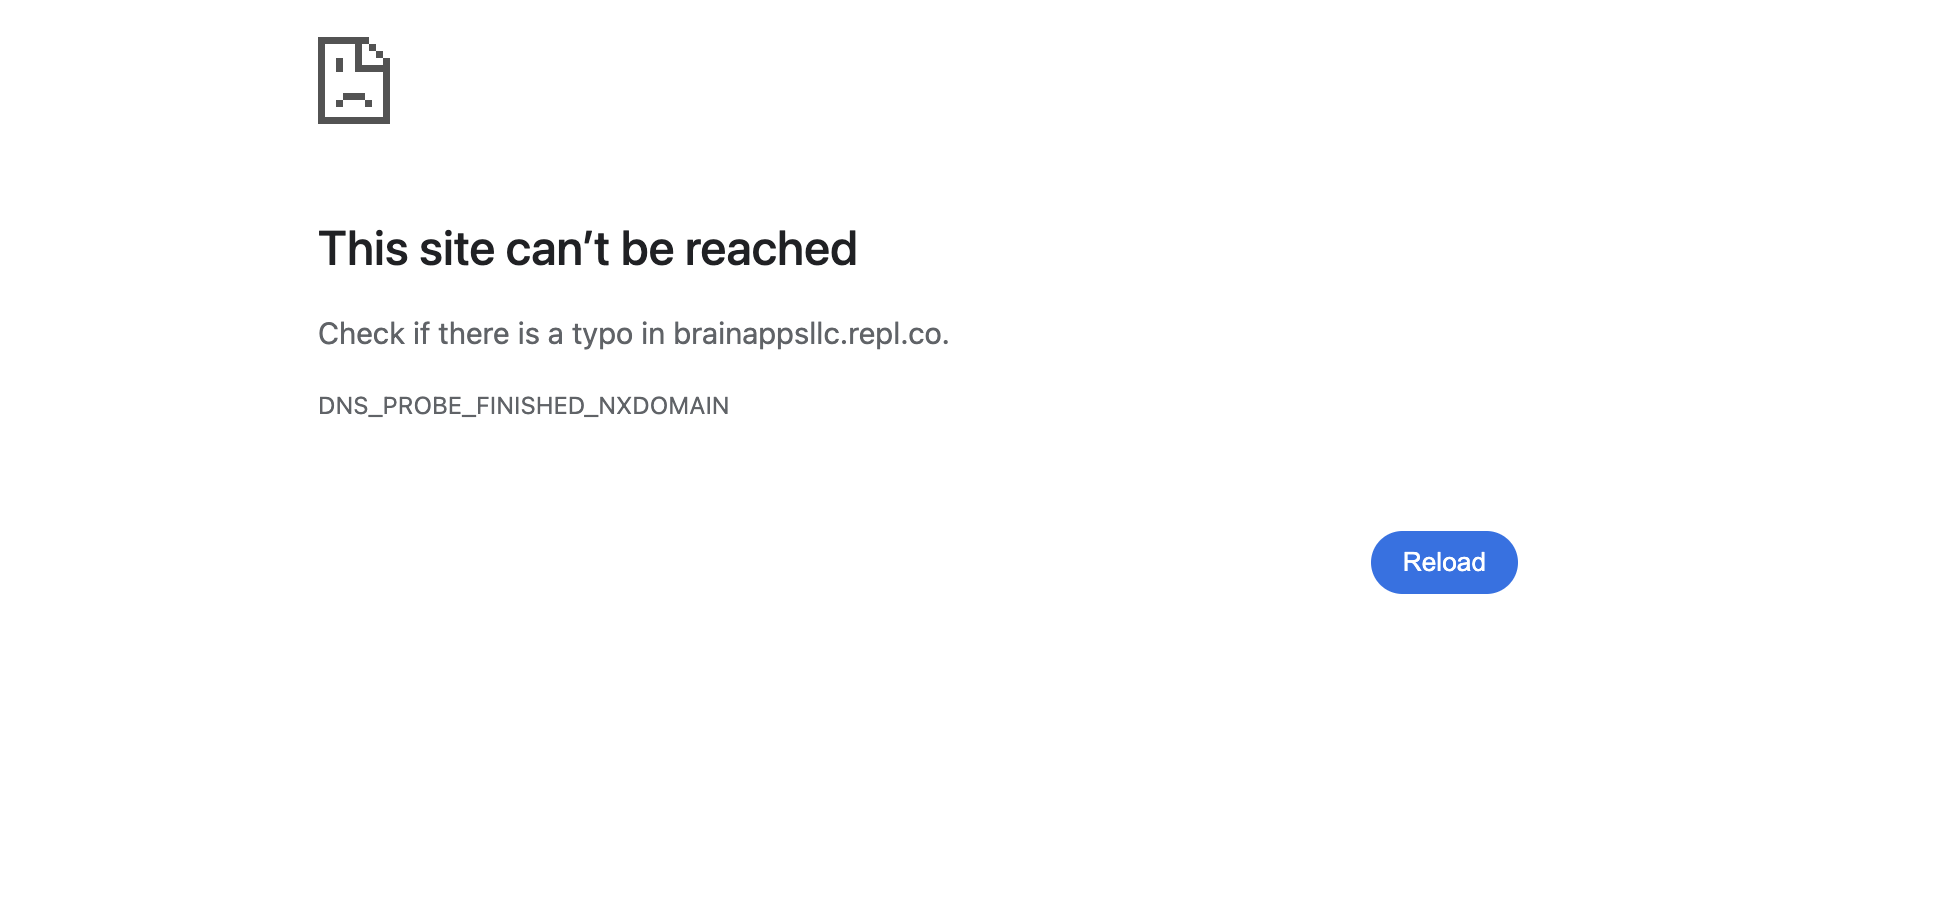 This site can’t be reached
Check if there is a typo in brainappsllc.repl.co.
DNS_PROBE_FINISHED_NXDOMAIN
Reload